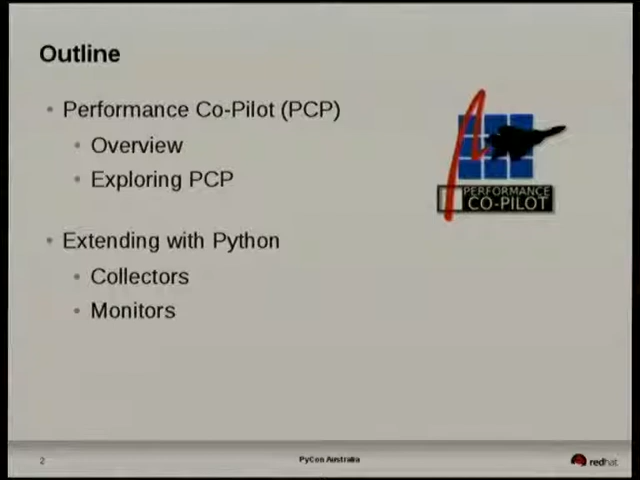 Outline
Performance Co-Pilot (PCP)
Overview
Exploring PCP
PERFORMANCE
CO-PILOT
Extending with Python
Collectors
Monitors
2
PyCon Australia
redhat